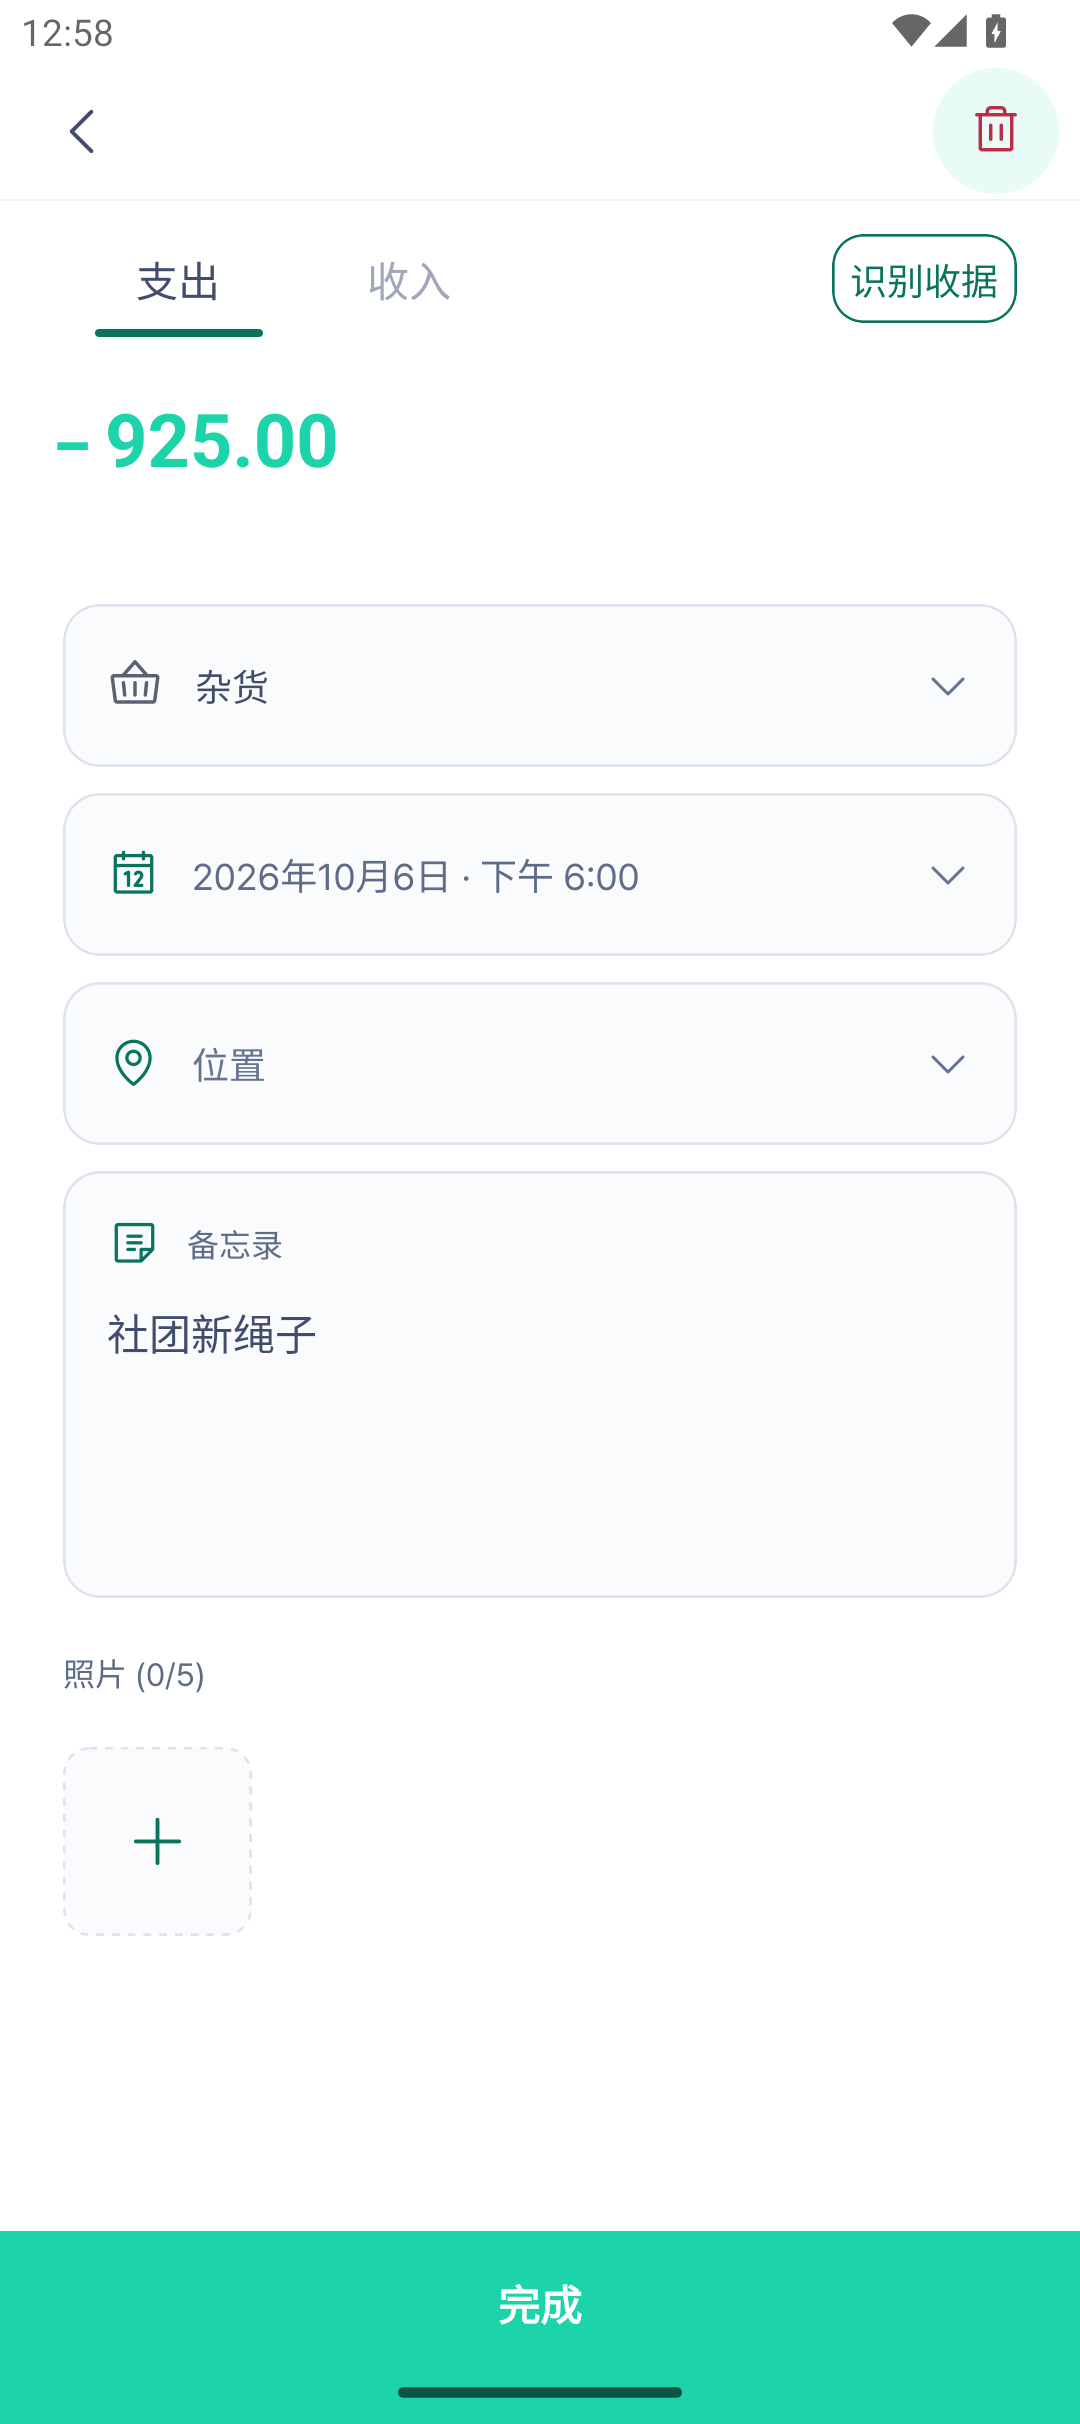 12:58
支出
收入
识别收据
– 925.00
杂货
12
2026年10月6日 · 下午 6:00
位置
备忘录
社团新绳子
照片 (0/5)
完成